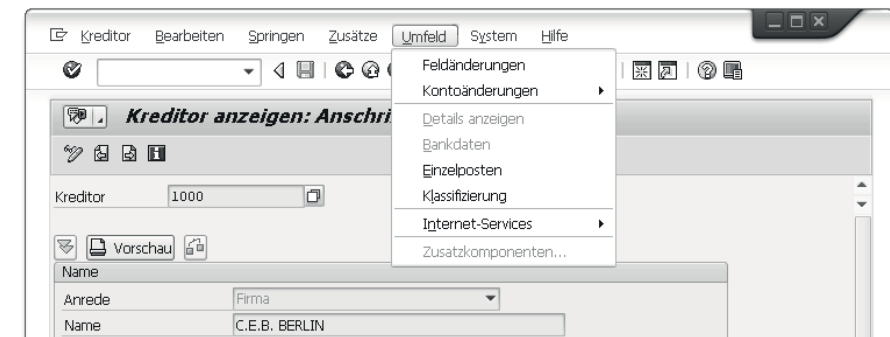 Kreditor Bearbeiten Springen Zusätze Umfeld System Hilfe
Feldänderungen
Kontoänderungen
Kreditor anzeigen: Anschri
Details anzeigen
Bankdaten
Einzelposten
Klassifizierung
Internet-Services
Zusatzkomponenten...
Kreditor 1000
Vorschau
Name
Anrede Firma
Name C.E.B. BERLIN